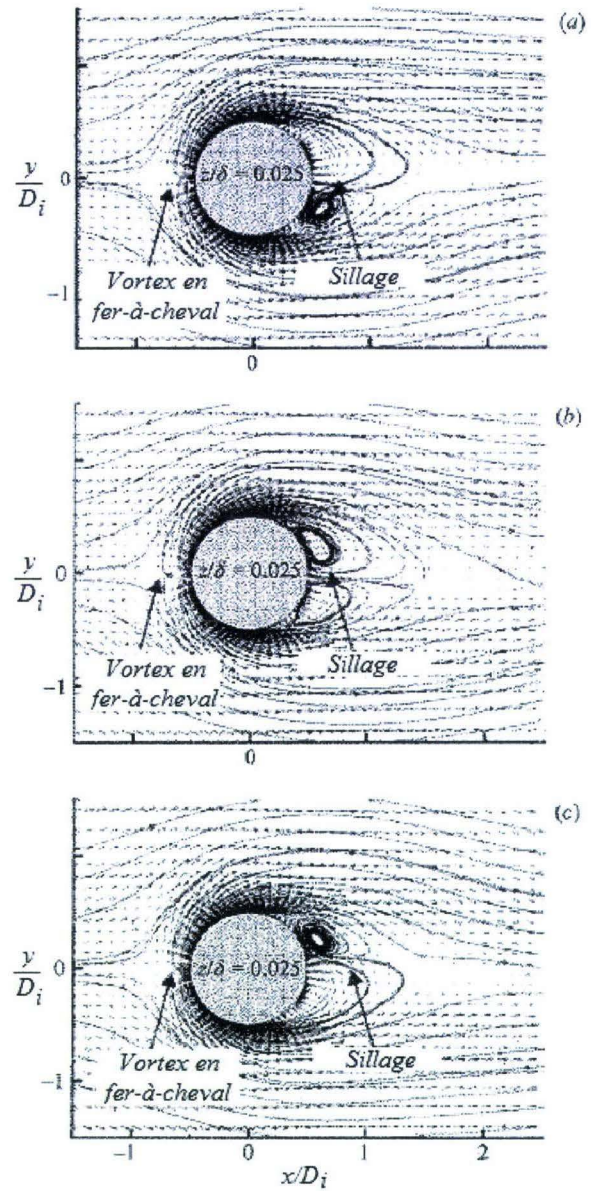 (a)
y
D_i
0
z/δ = 0.025
Vortex en
fer-à-cheval
Sillage
−1
0
(b)
y
D_i
0
z/δ = 0.025
Vortex en
fer-à-cheval
Sillage
−1
0
(c)
y
D_i
0
z/δ = 0.025
Vortex en
fer-à-cheval
Sillage
−1
−1 0 1 2
x/D_i